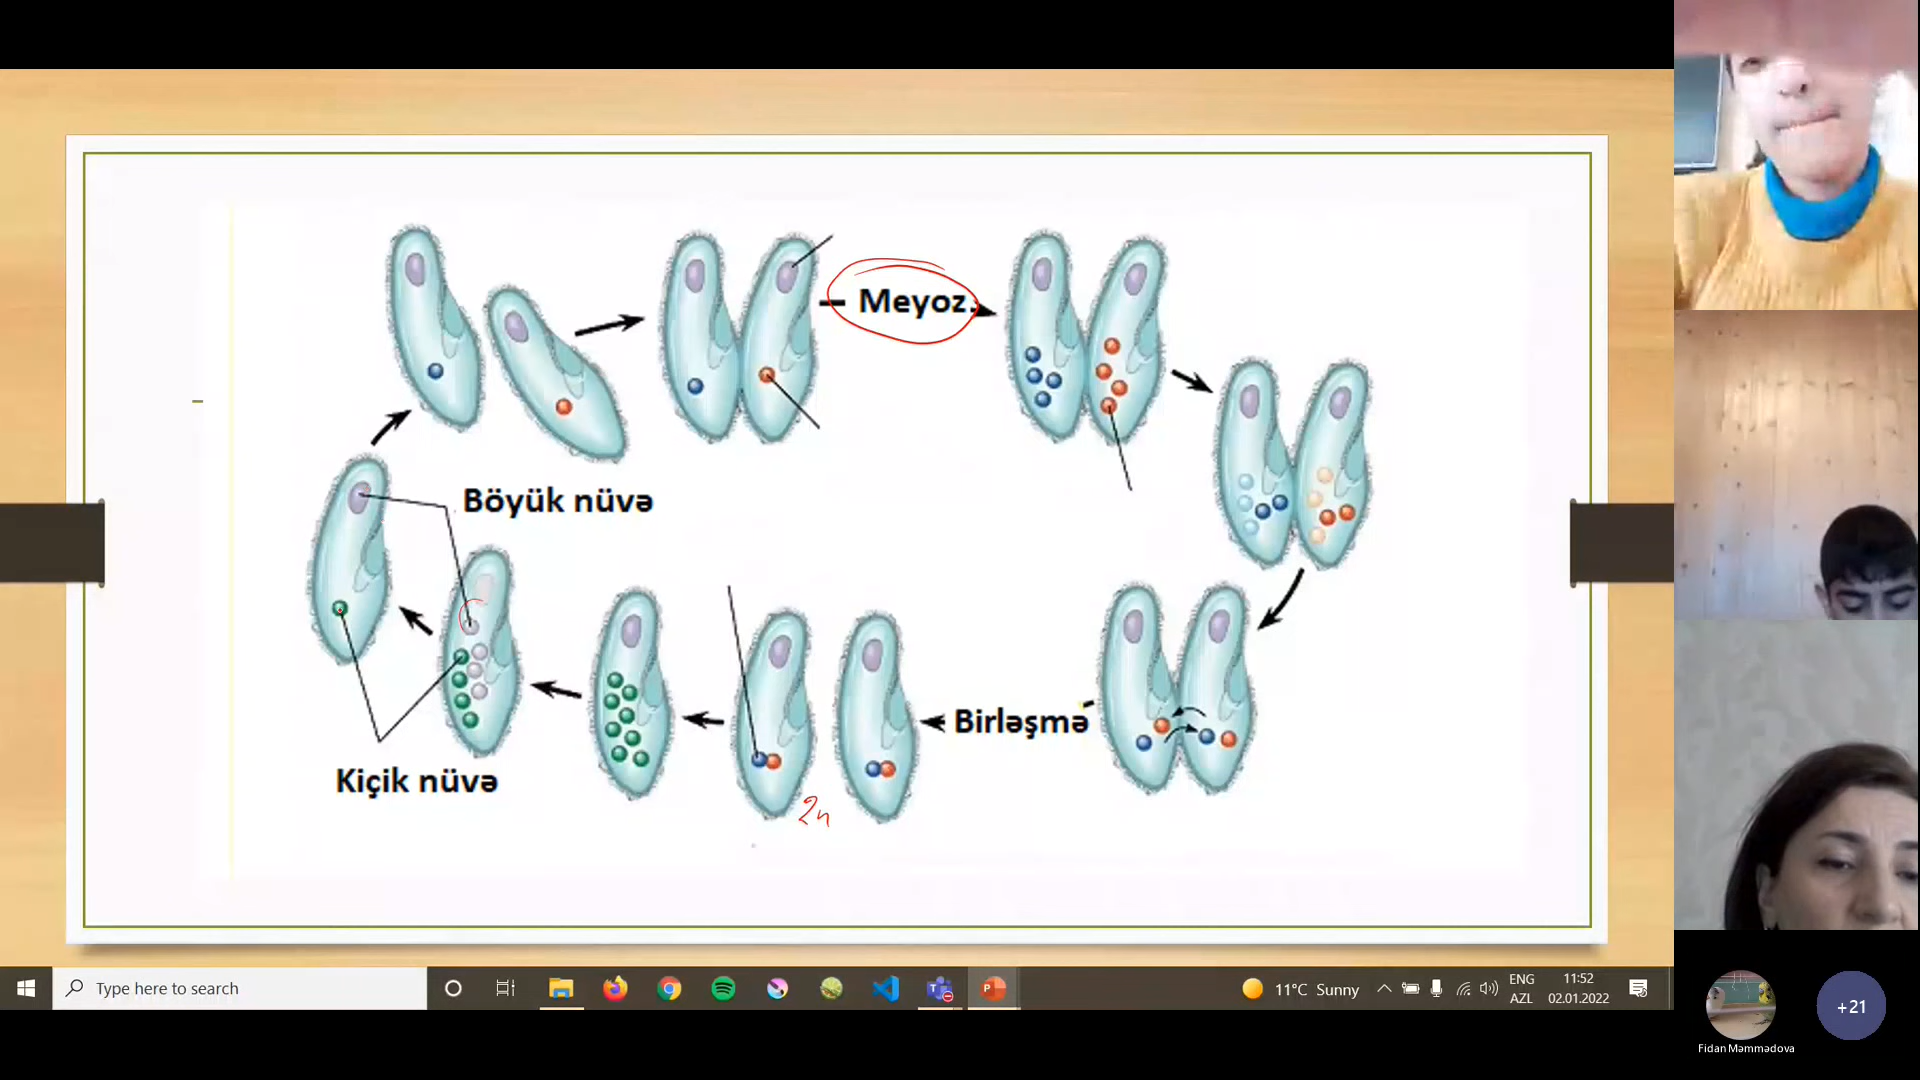 Meyoz
Böyük nüvə
Birləşmə
Kiçik nüvə
2n
Type here to search
11°C Sunny
ENG
AZL
11:52
02.01.2022
+21
Fidan Məmmədova